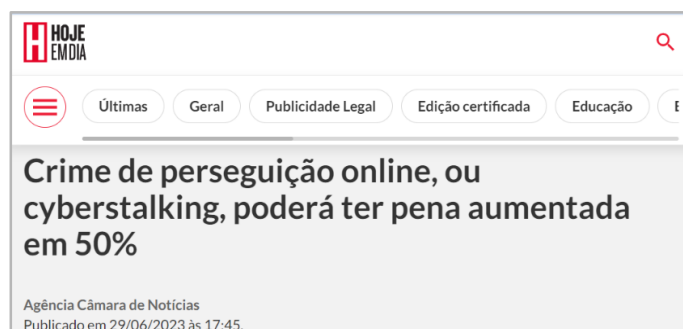 HOJE
EM DIA
Últimas Geral Publicidade Legal Edição certificada Educação
Crime de perseguição online, ou
cyberstalking, poderá ter pena aumentada
em 50%
Agência Câmara de Notícias
Publicado em 29/06/2023 às 17:45.